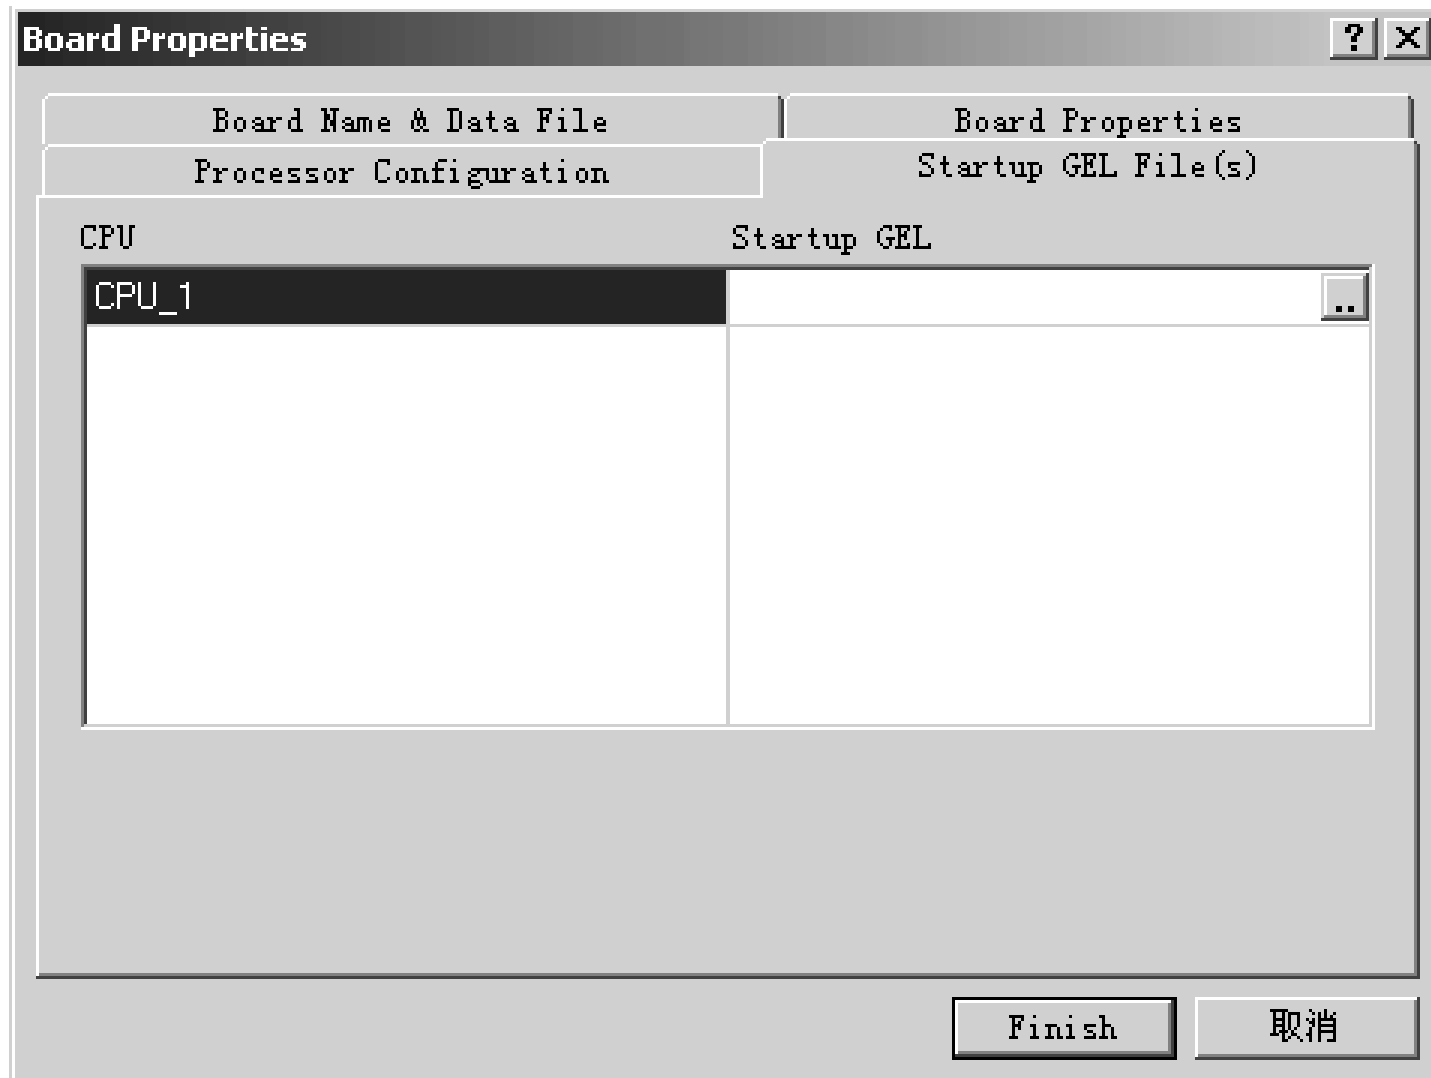 Board Properties
Board Name & Data File
Board Properties
Processor Configuration
Startup GEL File(s)
CPU
Startup GEL
CPU_1
..
Finish
取消